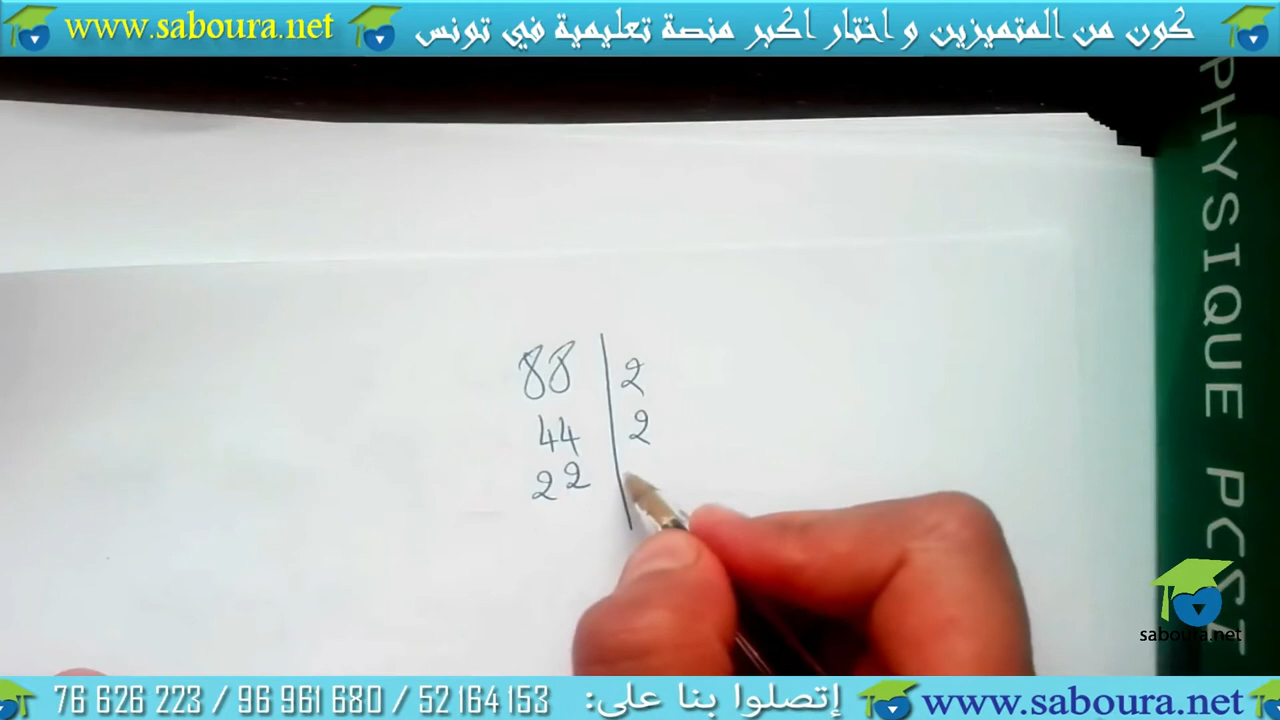 www.saboura.net كون من المتميزين و اختار اكبر منصة تعليمية في تونس
PHYSIQUE PCSI
88 2
44 2
22
saboura.net
76 626 223 / 96 961 680 / 52 164 153 إتصلوا بنا على: www.saboura.net